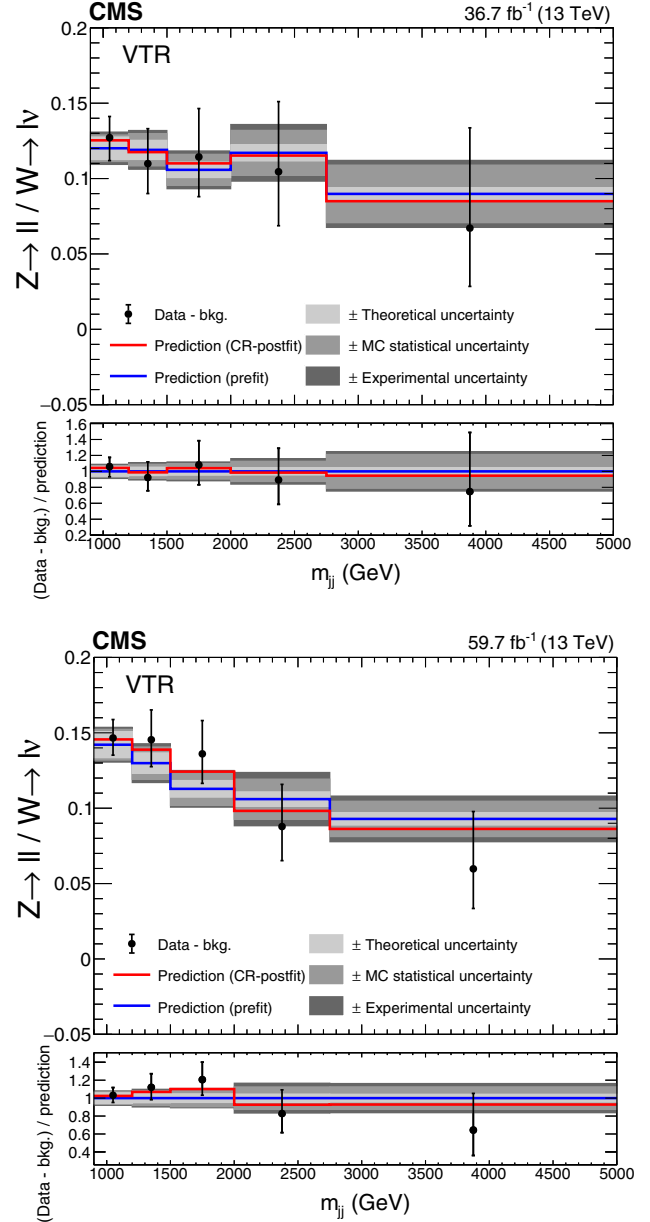 CMS 36.7 fb⁻¹ (13 TeV)
0.2
VTR
0.15
0.1
0.05
0
−0.05
Z→ ll / W→ lν
Data - bkg.
± Theoretical uncertainty
Prediction (CR-postfit)
± MC statistical uncertainty
Prediction (prefit)
± Experimental uncertainty
1.6
1.4
1.2
1
0.8
0.6
0.4
0.2
(Data - bkg.) / prediction
1000 1500 2000 2500 3000 3500 4000 4500 5000
m_jj (GeV)
CMS 59.7 fb⁻¹ (13 TeV)
0.2
VTR
0.15
0.1
0.05
0
−0.05
Z→ ll / W→ lν
Data - bkg.
± Theoretical uncertainty
Prediction (CR-postfit)
± MC statistical uncertainty
Prediction (prefit)
± Experimental uncertainty
1.4
1.2
1
0.8
0.6
0.4
(Data - bkg.) / prediction
1000 1500 2000 2500 3000 3500 4000 4500 5000
m_jj (GeV)